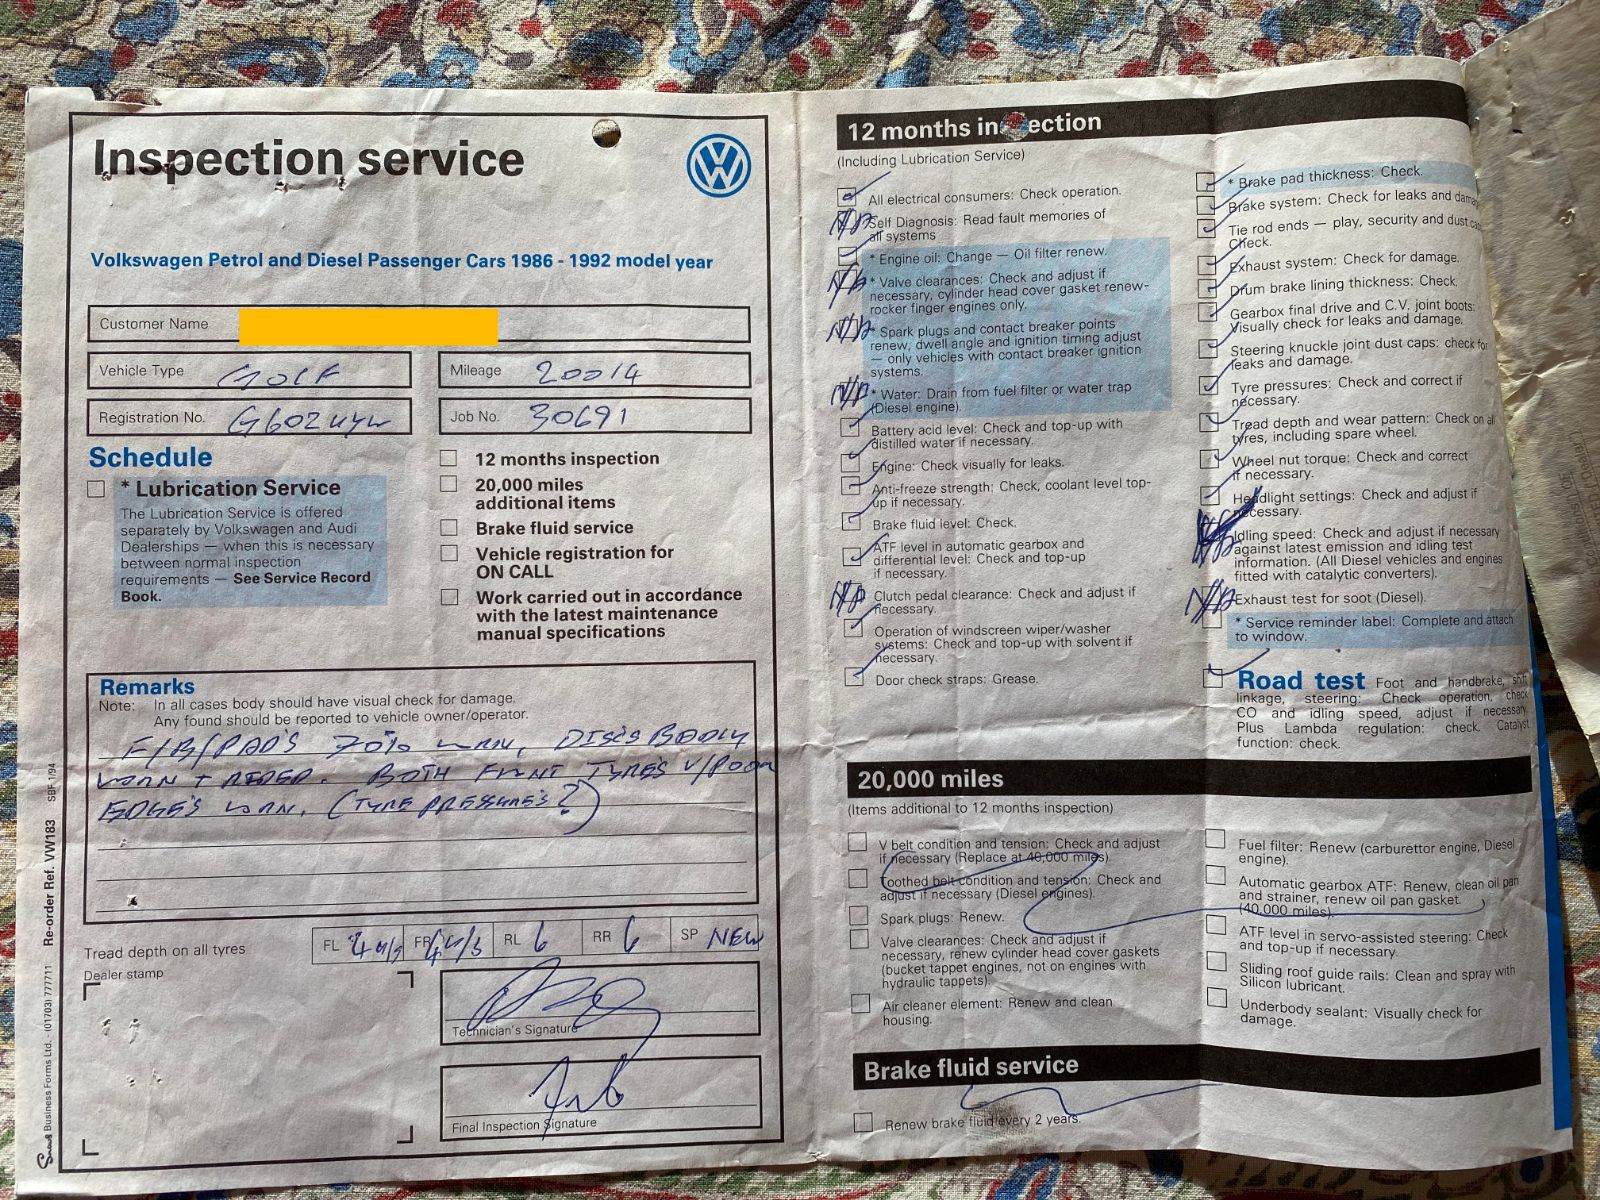 Inspection service
Volkswagen Petrol and Diesel Passenger Cars 1986 - 1992 model year
Customer Name
Vehicle Type GOLF
Mileage 20014
Registration No. G602UYW
Job No. 30691
Schedule
* Lubrication Service
The Lubrication Service is offered
separately by Volkswagen and Audi
Dealerships — when this is necessary
between normal inspection
requirements — See Service Record
Book.
12 months inspection
20,000 miles
additional items
Brake fluid service
Vehicle registration for
ON CALL
Work carried out in accordance
with the latest maintenance
manual specifications
Remarks
Note: In all cases body should have visual check for damage.
Any found should be reported to vehicle owner/operator.
F/B/PAD'S 70% WORN, DISC'S BADLY
WORN + RIDGED. BOTH FRONT TYRES V/POOR
EDGE'S WORN. (TYRE PRESSURE'S?)
Tread depth on all tyres
FL FR RL 6 RR 6 SP NEW
Dealer stamp
Technician's Signature
Final Inspection Signature
Business Forms Ltd. · (01703) 777711 Re-order Ref. VW183 SBF 1/94
12 months in ection
(Including Lubrication Service)
All electrical consumers: Check operation.
N/A Self Diagnosis: Read fault memories of
all systems
* Engine oil: Change — Oil filter renew.
N/A * Valve clearances: Check and adjust if
necessary, cylinder head cover gasket renew-
rocker finger engines only.
N/A * Spark plugs and contact breaker points
renew, dwell angle and ignition timing adjust
— only vehicles with contact breaker ignition
systems.
N/A * Water: Drain from fuel filter or water trap
(Diesel engine).
Battery acid level: Check and top-up with
distilled water if necessary.
Engine: Check visually for leaks.
Anti-freeze strength: Check, coolant level top-
up if necessary.
Brake fluid level: Check.
ATF level in automatic gearbox and
differential level: Check and top-up
if necessary.
N/A Clutch pedal clearance: Check and adjust if
necessary.
Operation of windscreen wiper/washer
systems: Check and top-up with solvent if
necessary.
Door check straps: Grease.
* Brake pad thickness: Check.
Brake system: Check for leaks and damage
Tie rod ends — play, security and dust caps
Check.
Exhaust system: Check for damage.
Drum brake lining thickness: Check.
Gearbox final drive and C.V. joint boots:
Visually check for leaks and damage.
Steering knuckle joint dust caps: check for
leaks and damage.
Tyre pressures: Check and correct if
necessary.
Tread depth and wear pattern: Check on all
tyres, including spare wheel.
Wheel nut torque: Check and correct
if necessary.
Headlight settings: Check and adjust if
necessary.
Idling speed: Check and adjust if necessary
against latest emission and idling test
information. (All Diesel vehicles and engines
fitted with catalytic converters).
N/A Exhaust test for soot (Diesel).
* Service reminder label: Complete and attach
to window.
Road test Foot and handbrake, shift
linkage, steering: Check operation, check
CO and idling speed, adjust if necessary
Plus Lambda regulation: check. Catalyst
function: check.
20,000 miles
(Items additional to 12 months inspection)
V belt condition and tension: Check and adjust
if necessary (Replace at 40,000 miles).
Toothed belt condition and tension: Check and
adjust if necessary (Diesel engines).
Spark plugs: Renew.
Valve clearances: Check and adjust if
necessary, renew cylinder head cover gaskets
(bucket tappet engines, not on engines with
hydraulic tappets).
Air cleaner element: Renew and clean
housing.
Fuel filter: Renew (carburettor engine, Diesel
engine).
Automatic gearbox ATF: Renew, clean oil pan
and strainer, renew oil pan gasket.
(40,000 miles).
ATF level in servo-assisted steering: Check
and top-up if necessary.
Sliding roof guide rails: Clean and spray with
Silicon lubricant.
Underbody sealant: Visually check for
damage.
Brake fluid service
Renew brake fluid every 2 years.